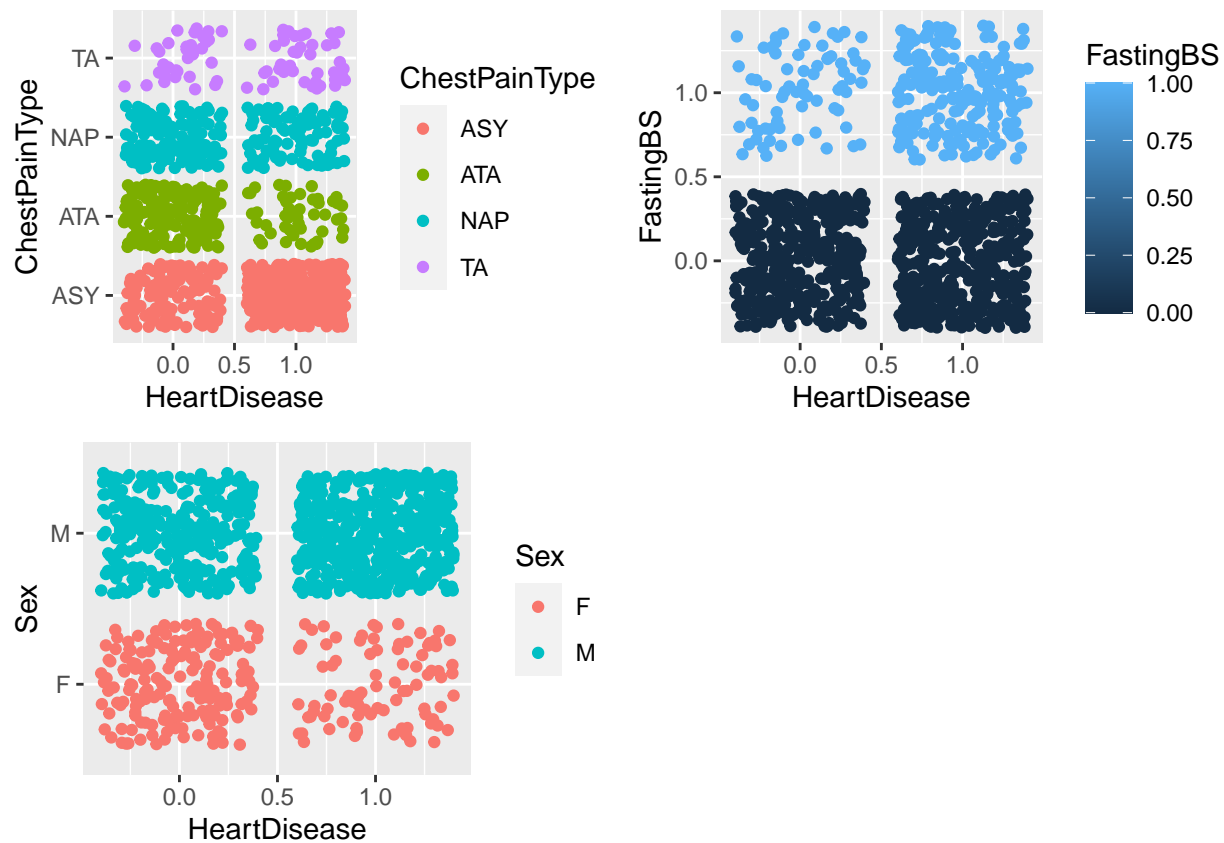 TA
NAP
ATA
ASY
ChestPainType
0.0 0.5 1.0
HeartDisease
ChestPainType
ASY
ATA
NAP
TA
1.0
0.5
0.0
FastingBS
0.0 0.5 1.0
HeartDisease
FastingBS
1.00
0.75
0.50
0.25
0.00
M
F
Sex
0.0 0.5 1.0
HeartDisease
Sex
F
M